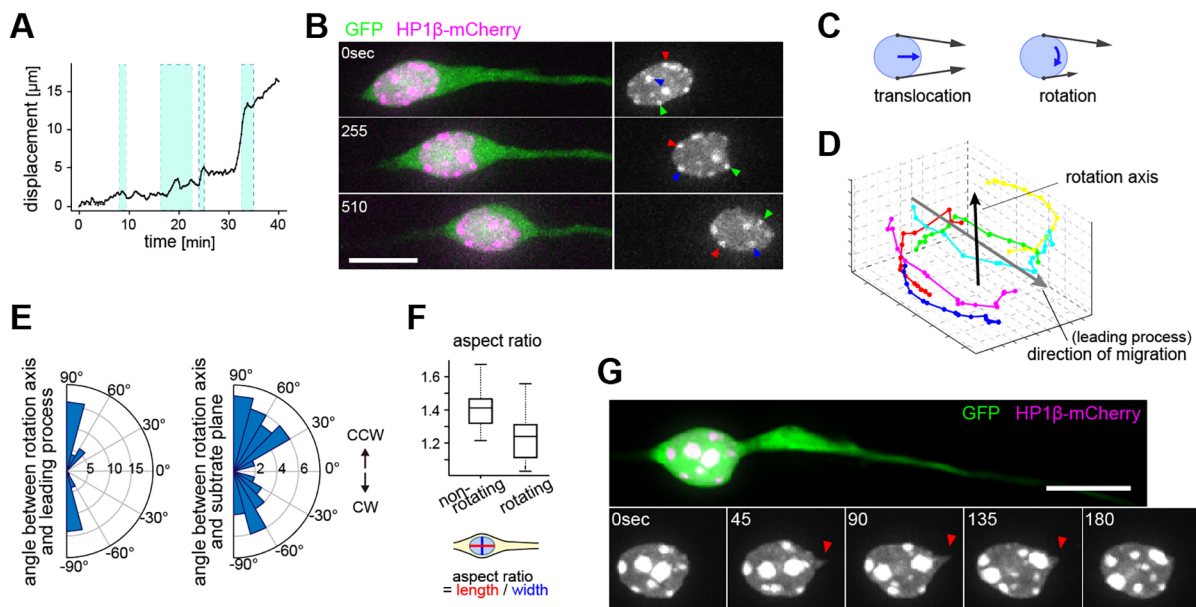 A
displacement [µm]
15
10
5
0
0
10
20
30
40
time [min]
B
GFP HP1β-mCherry
0sec
255
510
C
translocation
rotation
D
rotation axis
(leading process)
direction of migration
E
angle between rotation axis
and leading process
90°
60°
30°
0°
-30°
-60°
-90°
5
10
15
angle between rotation axis
and subtrate plane
90°
60°
30°
0°
-30°
-60°
-90°
2
4
6
CCW
CW
F
aspect ratio
1.6
1.4
1.2
non-
rotating
rotating
aspect ratio
= length / width
G
GFP HP1β-mCherry
0sec
45
90
135
180